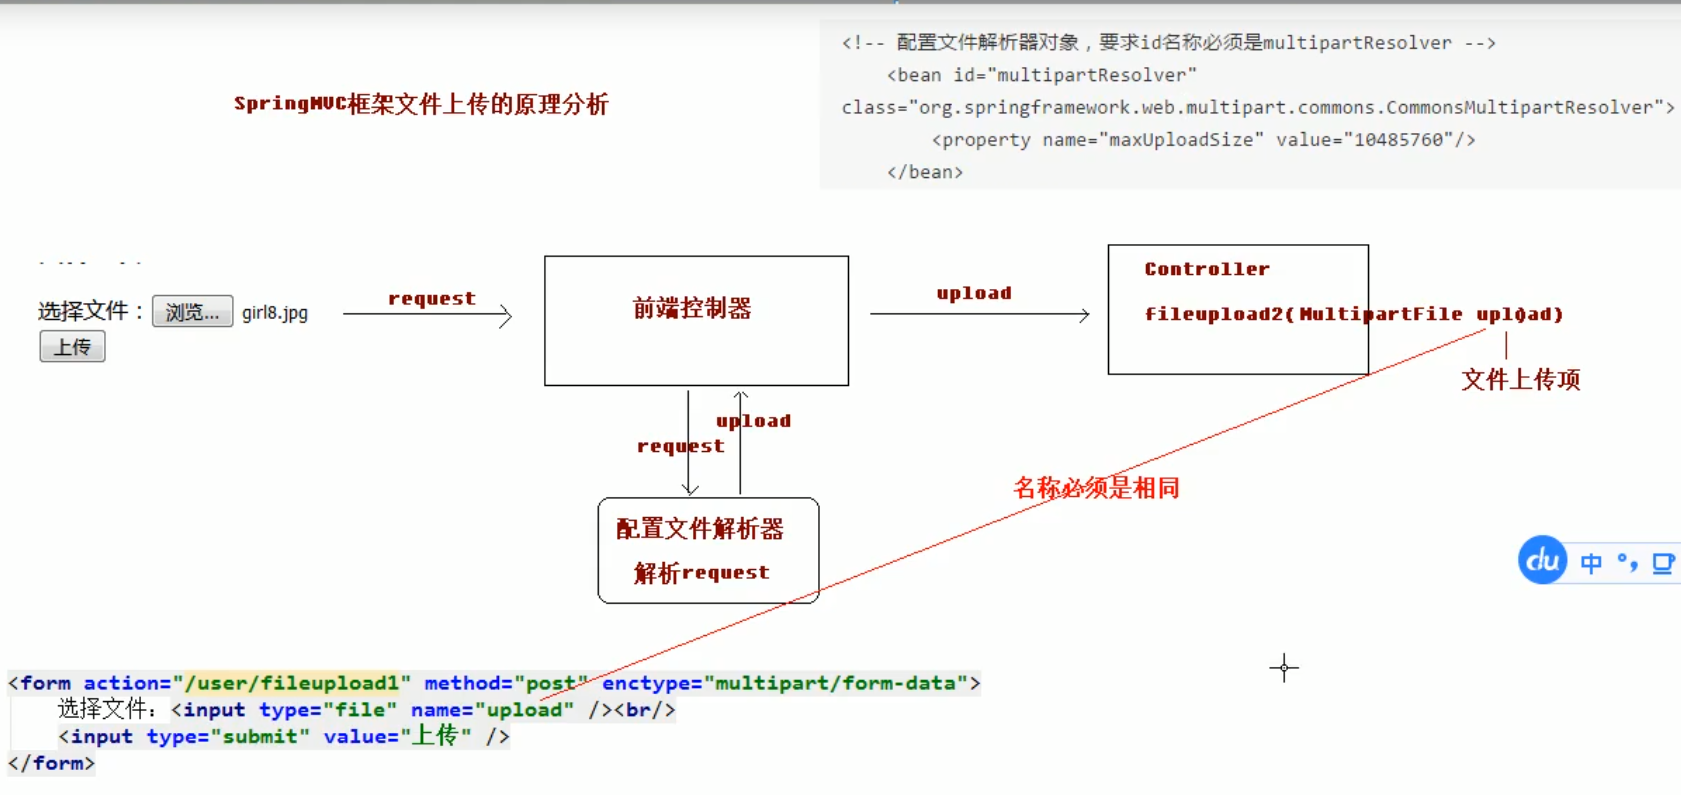 <!-- 配置文件解析器对象，要求id名称必须是multipartResolver -->
<bean id="multipartResolver"
class="org.springframework.web.multipart.commons.CommonsMultipartResolver">
<property name="maxUploadSize" value="10485760"/>
</bean>
SpringMVC框架文件上传的原理分析
选择文件： 浏览... girl8.jpg
上传
request
前端控制器
upload
Controller
fileupload2(MultipartFile upload)
文件上传项
upload
request
名称必须是相同
配置文件解析器
解析request
du 中 °,
<form action="/user/fileupload1" method="post" enctype="multipart/form-data">
选择文件：<input type="file" name="upload" /><br/>
<input type="submit" value="上传" />
</form>